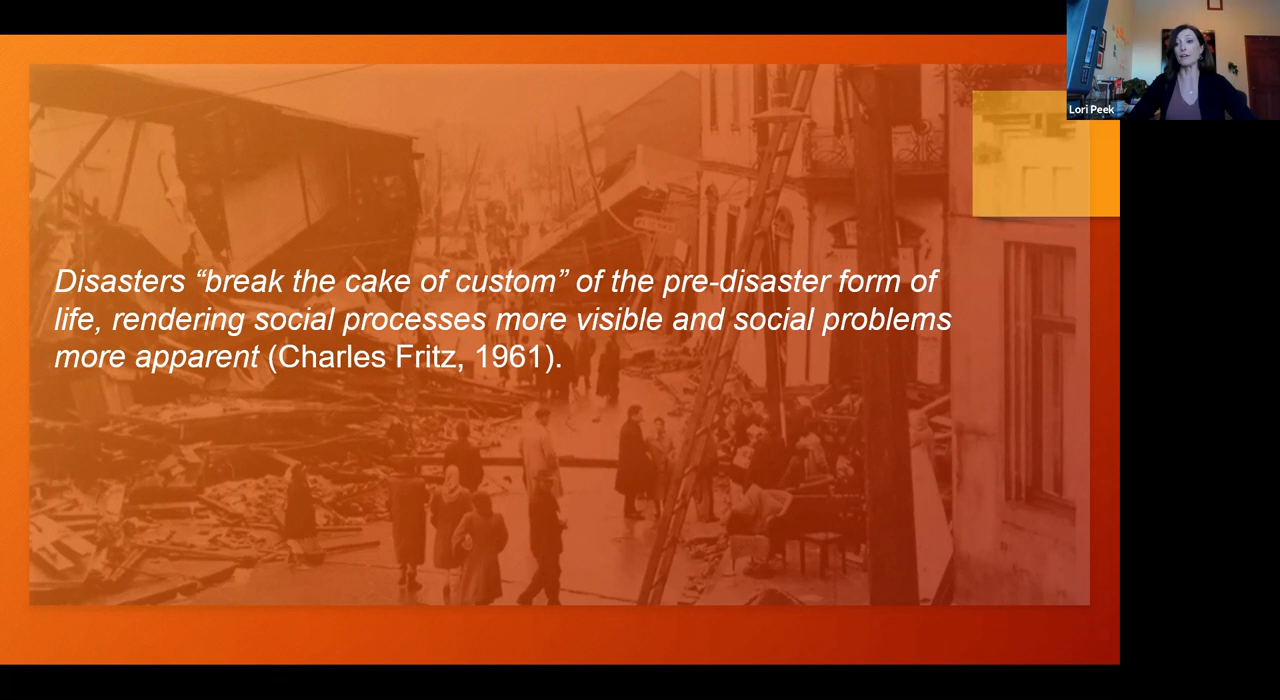 Lori Peek
Disasters “break the cake of custom” of the pre-disaster form of
life, rendering social processes more visible and social problems
more apparent (Charles Fritz, 1961).